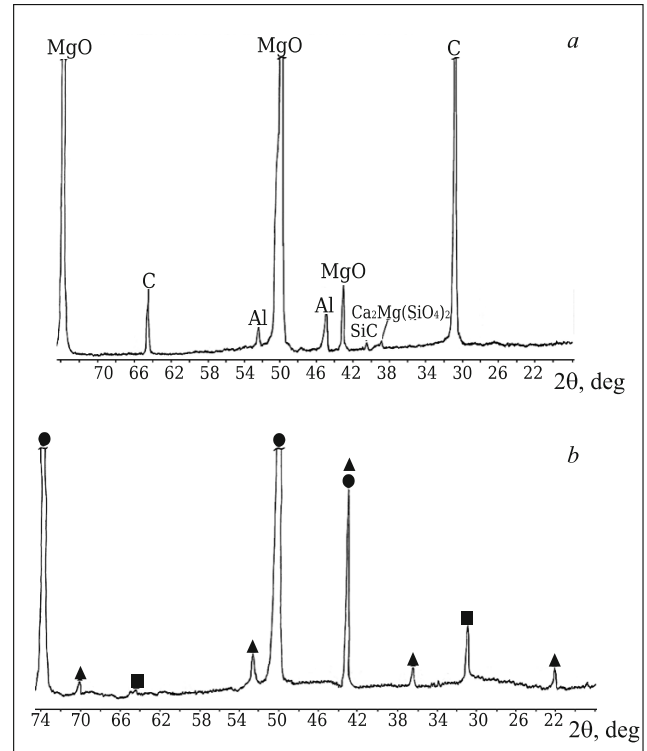 MgO MgO C a
C MgO
Al Al Ca₂Mg(SiO₄)₂
SiC
70 66 62 58 54 50 46 42 38 34 30 26 22 2θ, deg
b
74 70 66 62 58 54 50 46 42 38 34 30 26 22 2θ, deg